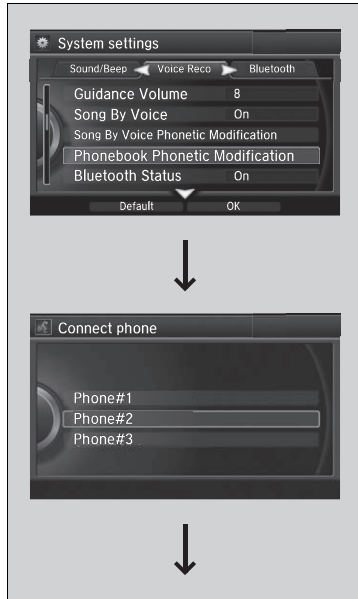 System settings
Sound/Beep Voice Reco Bluetooth
Guidance Volume 8
Song By Voice On
Song By Voice Phonetic Modification
Phonebook Phonetic Modification
Bluetooth Status On
Default OK
Connect phone
Phone#1
Phone#2
Phone#3